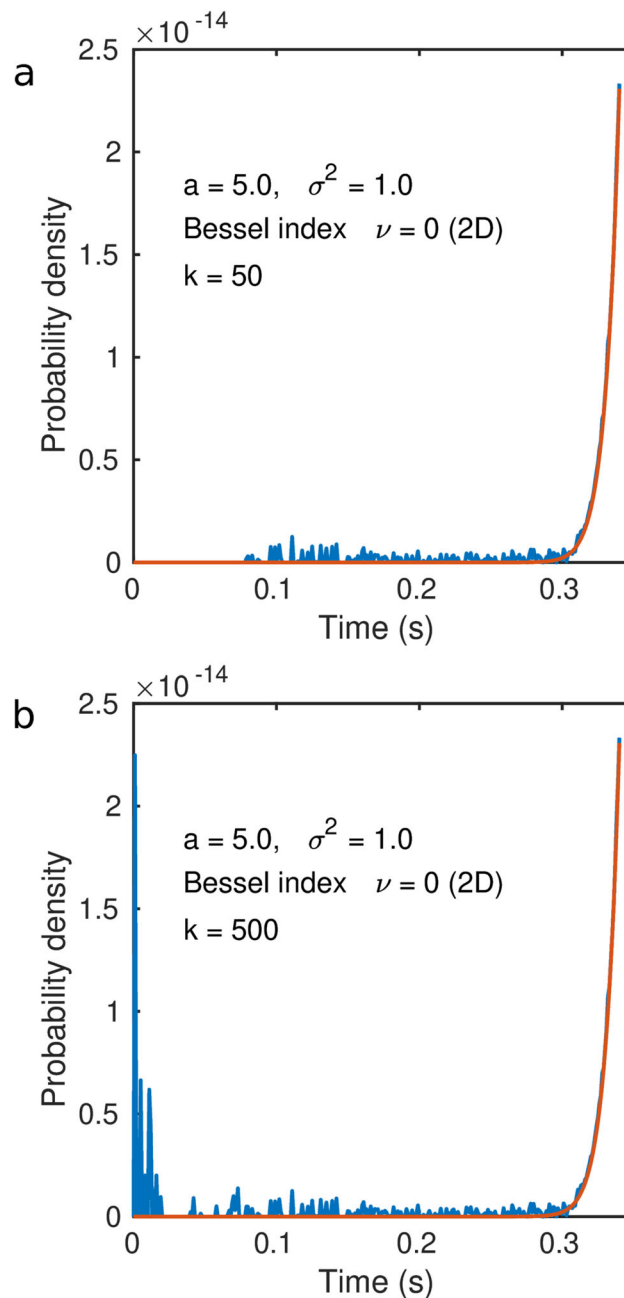 a
×10⁻¹⁴
2.5
2
1.5
1
0.5
0
Probability density
a = 5.0, σ² = 1.0
Bessel index ν = 0 (2D)
k = 50
0 0.1 0.2 0.3
Time (s)
b
×10⁻¹⁴
2.5
2
1.5
1
0.5
0
Probability density
a = 5.0, σ² = 1.0
Bessel index ν = 0 (2D)
k = 500
0 0.1 0.2 0.3
Time (s)